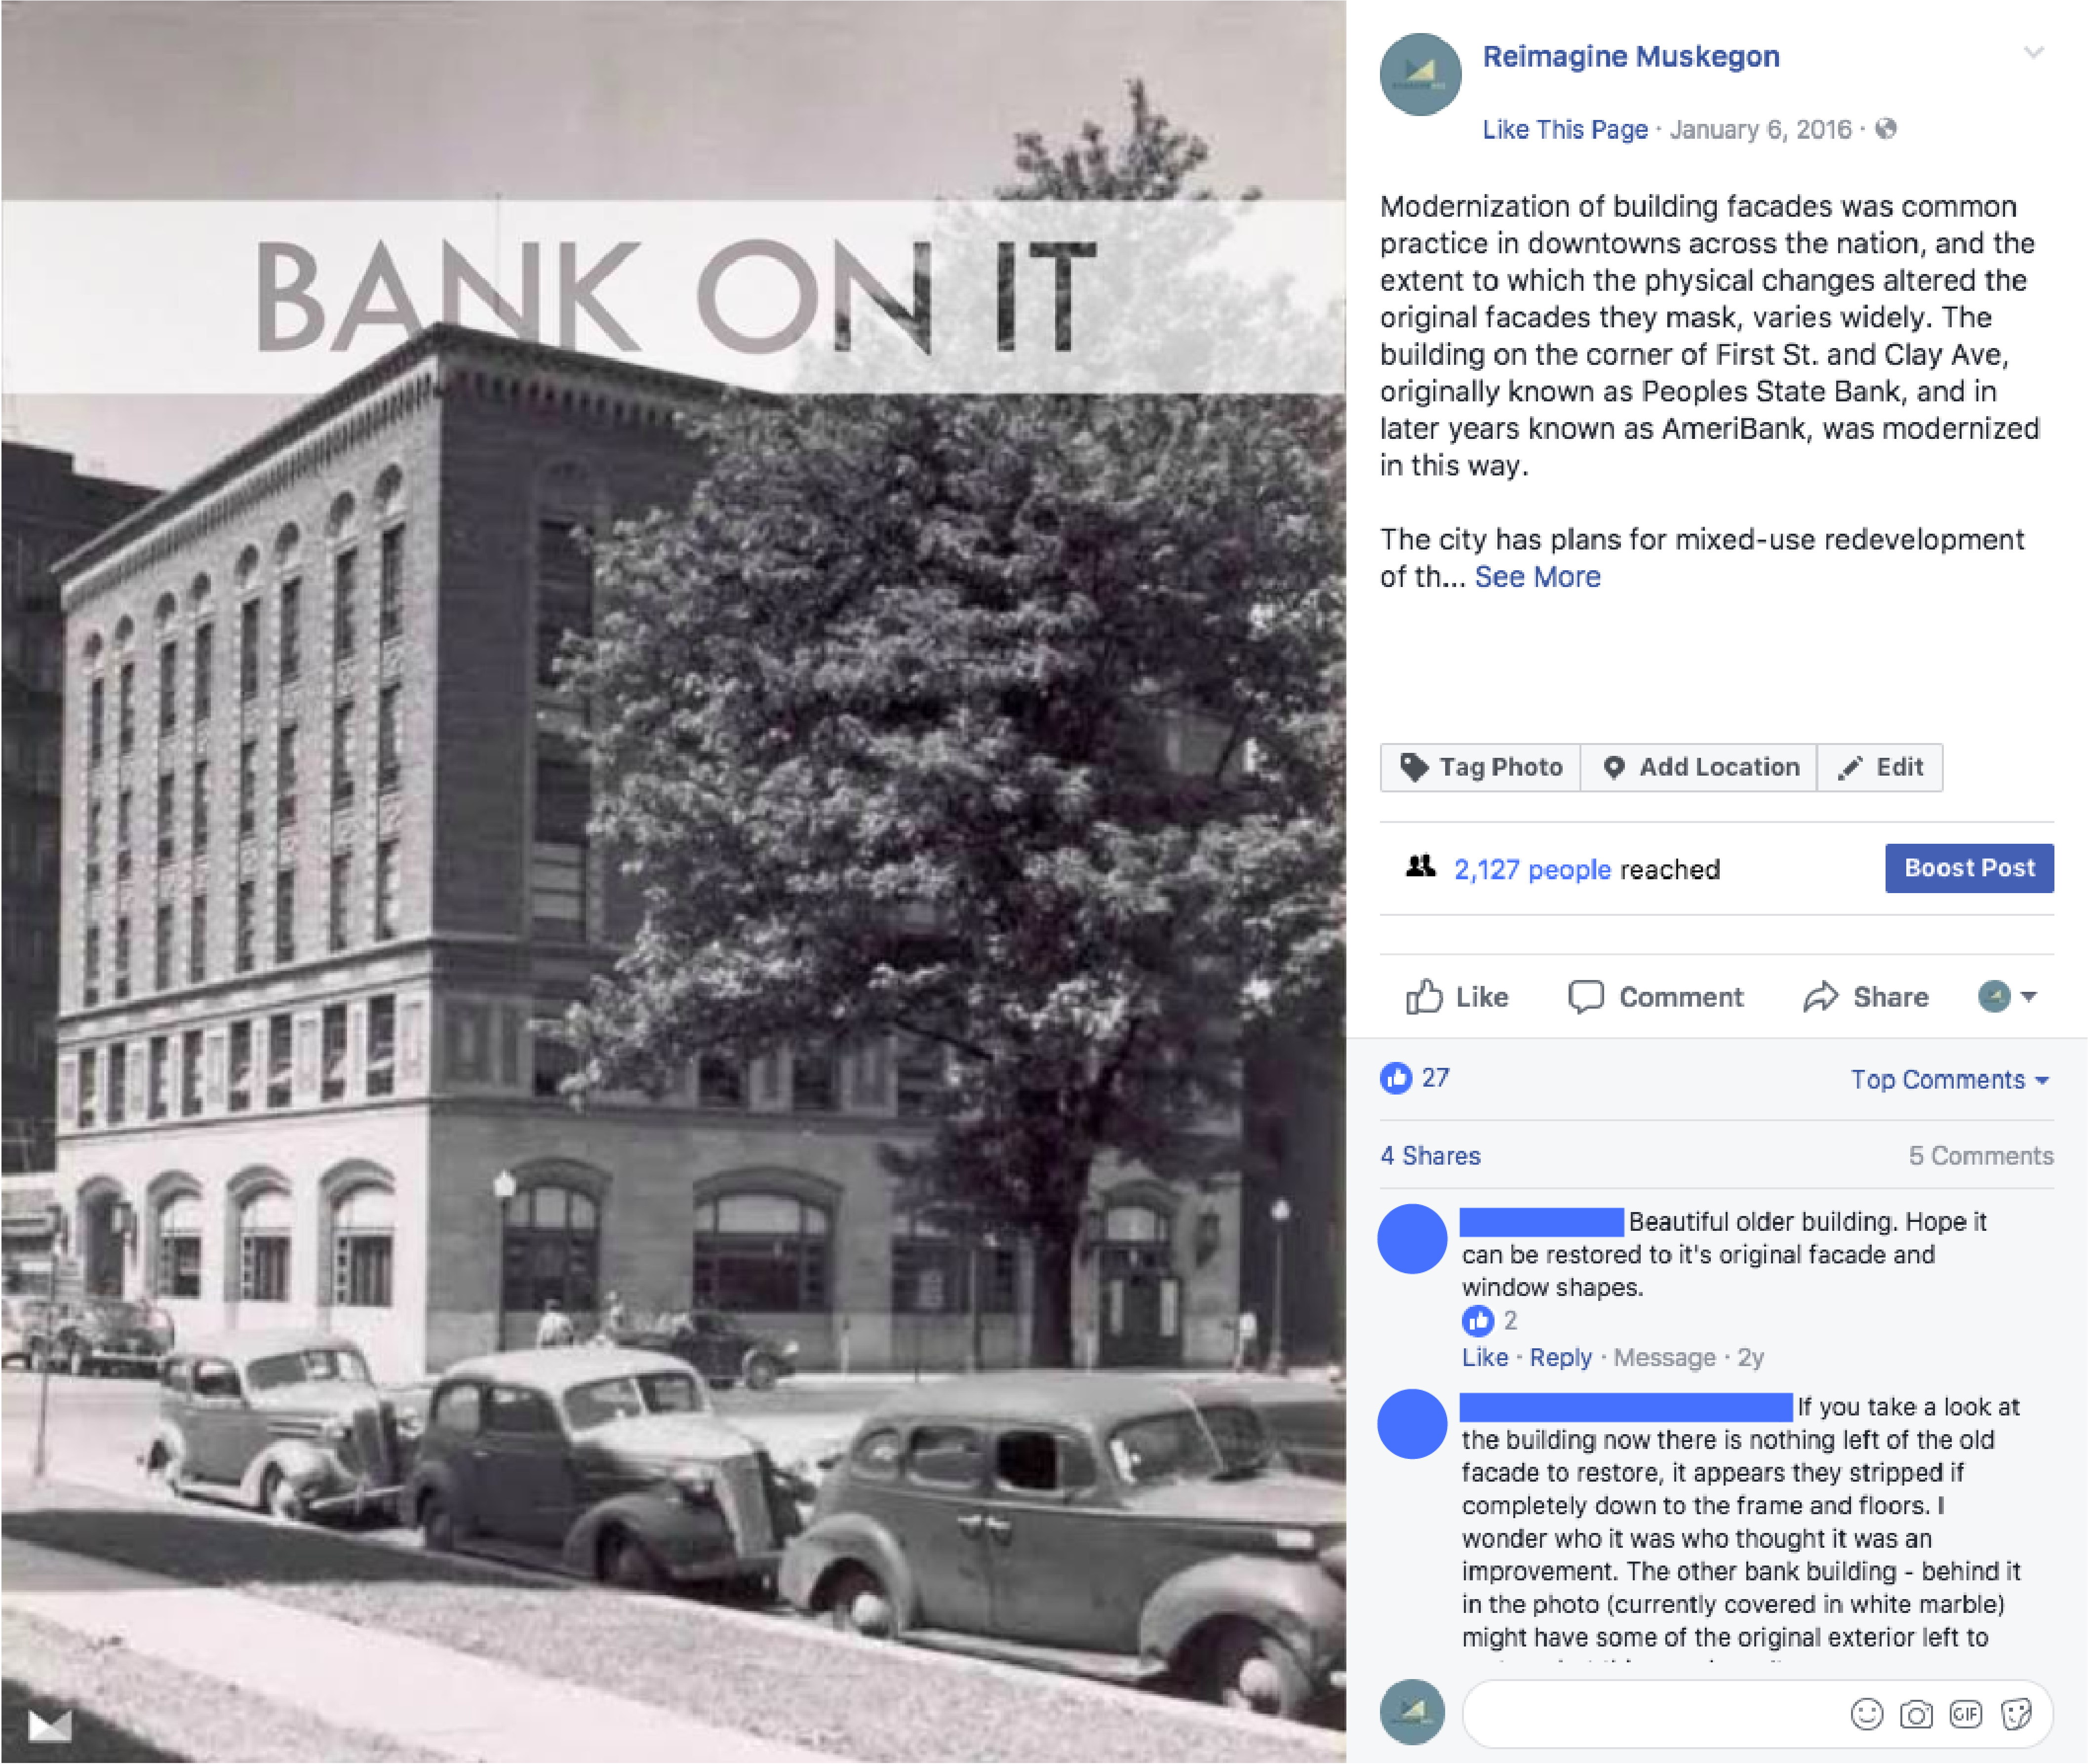 BANK ON IT
Reimagine Muskegon
Like This Page · January 6, 2016 ·
Modernization of building facades was common
practice in downtowns across the nation, and the
extent to which the physical changes altered the
original facades they mask, varies widely. The
building on the corner of First St. and Clay Ave,
originally known as Peoples State Bank, and in
later years known as AmeriBank, was modernized
in this way.
The city has plans for mixed-use redevelopment
of th... See More
Tag Photo Add Location Edit
2,127 people reached Boost Post
Like Comment Share
27 Top Comments
4 Shares 5 Comments
Beautiful older building. Hope it
can be restored to it's original facade and
window shapes.
2
Like · Reply · Message · 2y
If you take a look at
the building now there is nothing left of the old
facade to restore, it appears they stripped if
completely down to the frame and floors. I
wonder who it was who thought it was an
improvement. The other bank building - behind it
in the photo (currently covered in white marble)
might have some of the original exterior left to
GIF